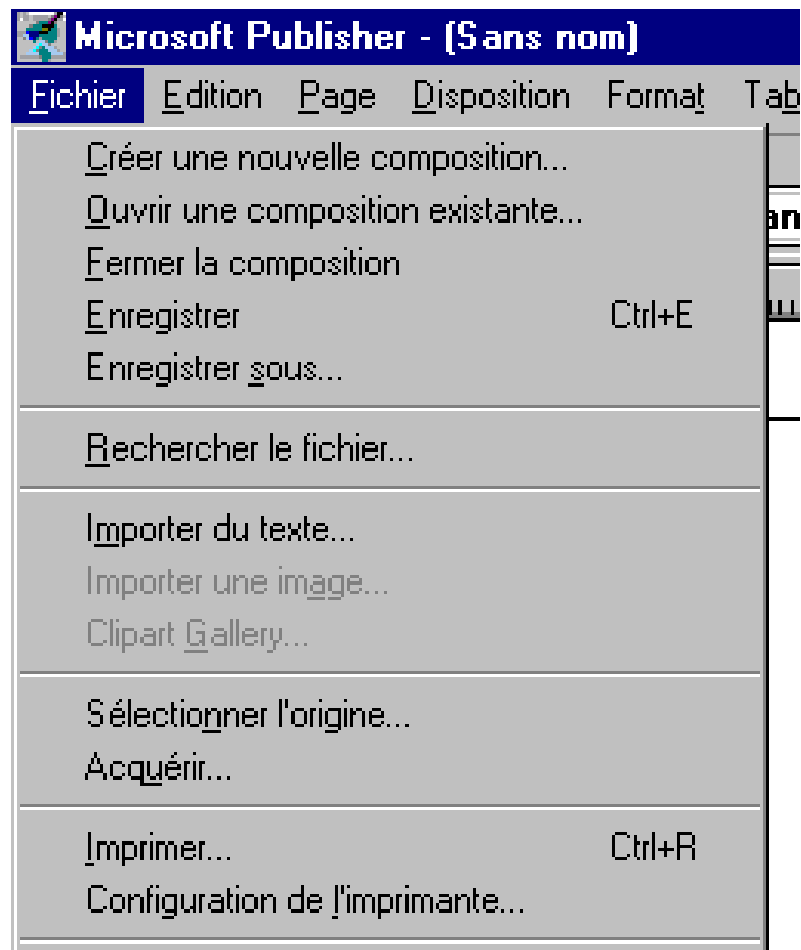 Microsoft Publisher - (Sans nom)
Fichier Edition Page Disposition Format Tab
Créer une nouvelle composition...
Ouvrir une composition existante...
Fermer la composition
Enregistrer Ctrl+E
Enregistrer sous...
Rechercher le fichier...
Importer du texte...
Importer une image...
Clipart Gallery...
Sélectionner l'origine...
Acquérir...
Imprimer... Ctrl+R
Configuration de l'imprimante...